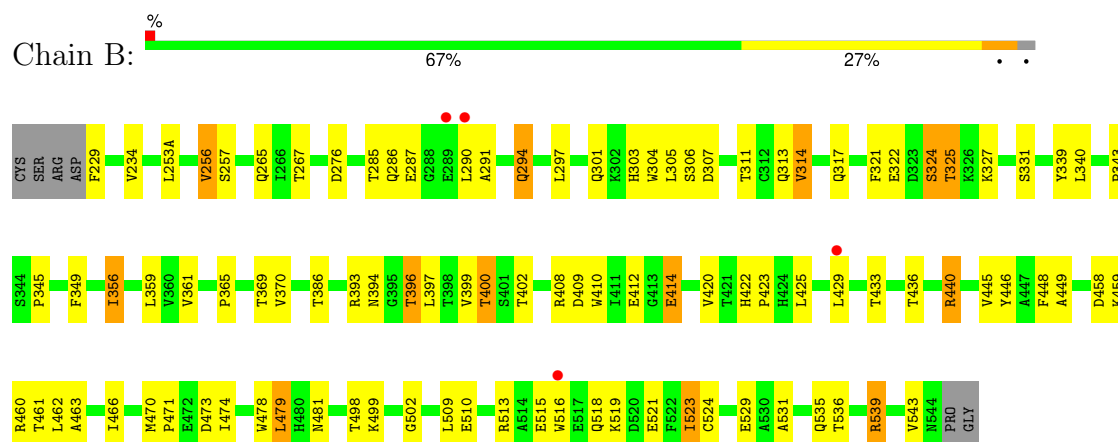 %
Chain B:
67% 27% • •
CYS SER ARG ASP F229 V234 L253A V256 S257 Q265 I266 T267 D276 T285 Q286 E287 G288 E289 L290 A291 Q294 L297 Q301 K302 H303 W304 L305 S306 D307 T311 C312 Q313 V314 Q317 F321 E322 D323 S324 T325 K326 K327 S331 Y339 L340 P343
S344 P345 F349 I356 L359 V360 V361 P365 T369 V370 T386 R393 N394 G395 T396 L397 T398 V399 T400 S401 T402 R408 D409 W410 I411 E412 G413 E414 V420 T421 H422 P423 H424 L425 L429 T433 T436 R440 V445 Y446 A447 F448 A449 D458 K459
R460 T461 L462 A463 I466 M470 P471 E472 D473 I474 W478 L479 H480 N481 T498 K499 G502 L509 E510 R513 A514 E515 W516 E517 Q518 K519 D520 E521 F522 I523 C524 E529 A530 A531 Q535 T536 R539 V543 N544 PRO GLY